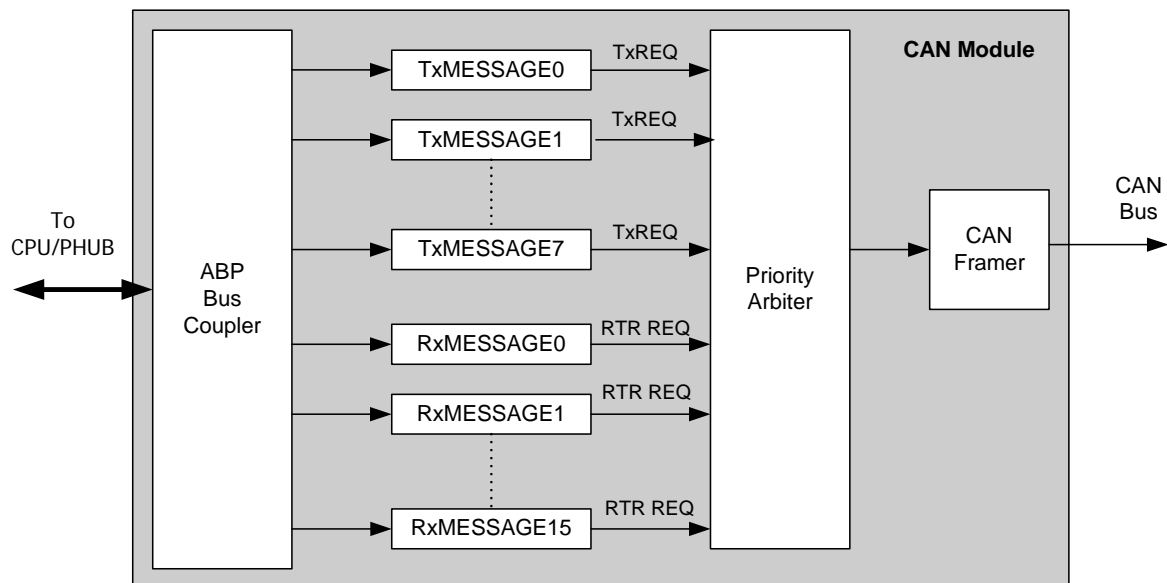 CAN Module
TxMESSAGE0
TxREQ
TxMESSAGE1
TxREQ
To
CPU/PHUB
TxMESSAGE7
TxREQ
ABP
Bus
Coupler
Priority
Arbiter
CAN
Framer
CAN
Bus
RxMESSAGE0
RTR REQ
RxMESSAGE1
RTR REQ
RxMESSAGE15
RTR REQ